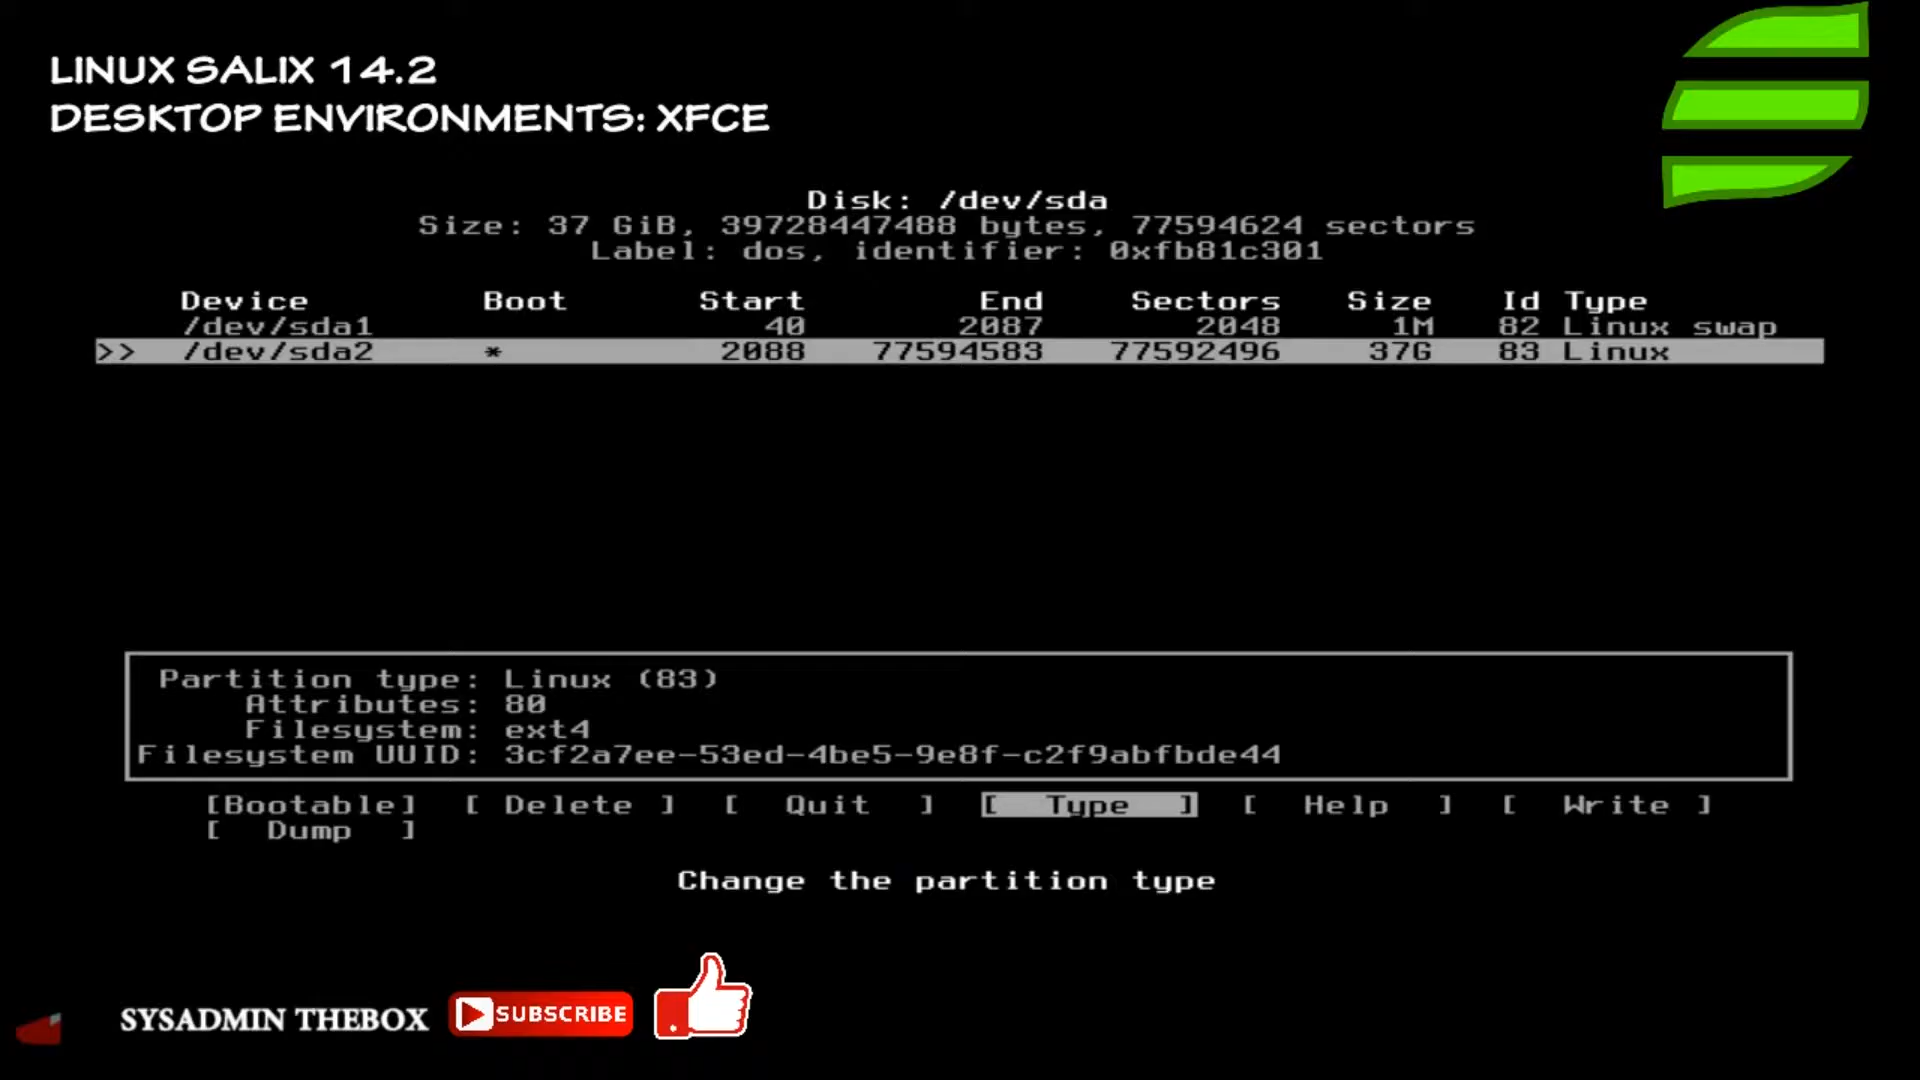 LINUX SALIX 14.2
DESKTOP ENVIRONMENTS: XFCE
Disk: /dev/sda
Size: 37 GiB, 39728447488 bytes, 77594624 sectors
Label: dos, identifier: 0xfb81c301
Device Boot Start End Sectors Size Id Type
/dev/sda1 40 2087 2048 1M 82 Linux swap
>> /dev/sda2 * 2088 77594583 77592496 37G 83 Linux
Partition type: Linux (83)
Attributes: 80
Filesystem: ext4
Filesystem UUID: 3cf2a7ee-53ed-4be5-9e8f-c2f9abfbde44
[Bootable] [ Delete ] [ Quit ] [ Type ] [ Help ] [ Write ]
[ Dump ]
Change the partition type
SYSADMIN THEBOX SUBSCRIBE